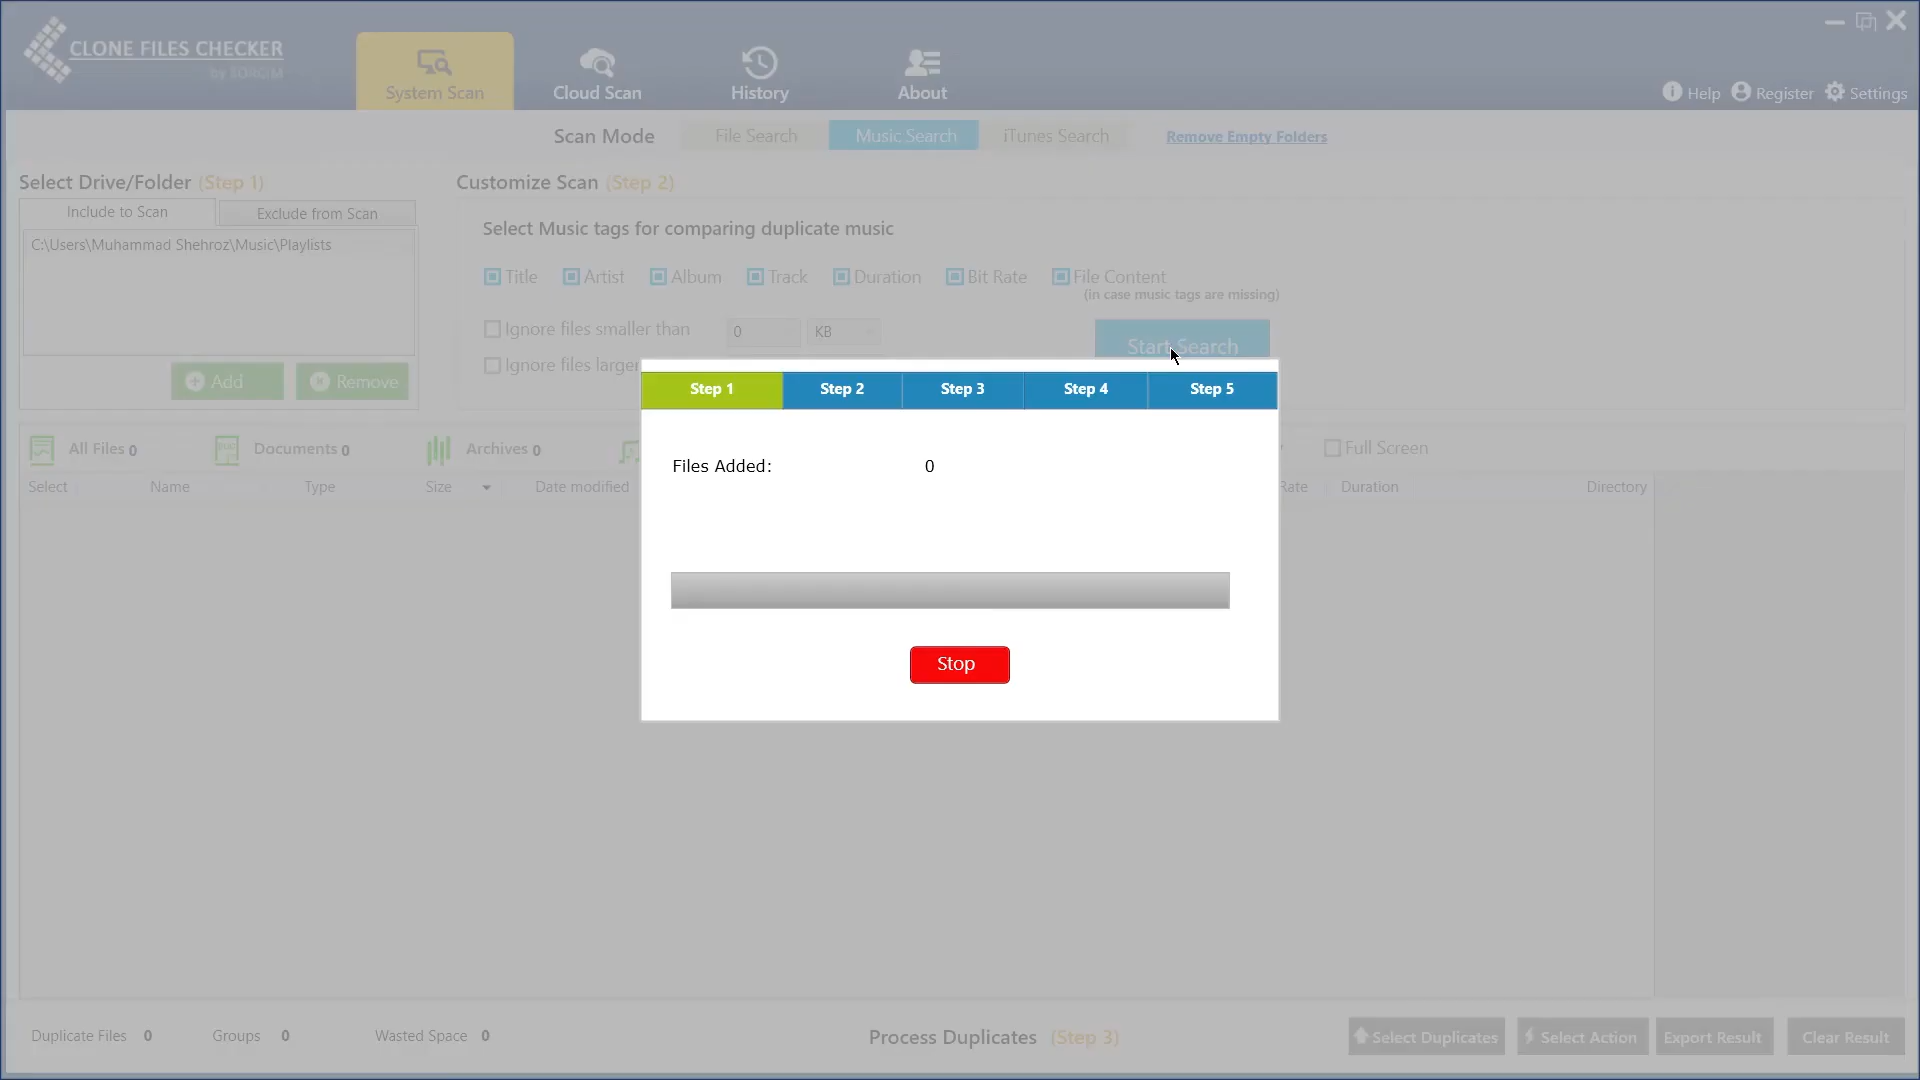 CLONE FILES CHECKER
by SORCIM
System Scan
Cloud Scan
History
About
Help
Register
Settings
Scan Mode
File Search
Music Search
iTunes Search
Remove Empty Folders
Select Drive/Folder (Step 1)
Include to Scan
Exclude from Scan
C:\Users\Muhammad Shehroz\Music\Playlists
Add
Remove
Customize Scan (Step 2)
Select Music tags for comparing duplicate music
Title
Artist
Album
Track
Duration
Bit Rate
File Content
(in case music tags are missing)
Ignore files smaller than
0
KB
Ignore files larger
Start Search
Step 1
Step 2
Step 3
Step 4
Step 5
Files Added: 0
Stop
All Files 0
Documents 0
Archives 0
Full Screen
Select
Name
Type
Size
Date modified
Rate
Duration
Directory
Duplicate Files 0
Groups 0
Wasted Space 0
Process Duplicates (Step 3)
Select Duplicates
Select Action
Export Result
Clear Result